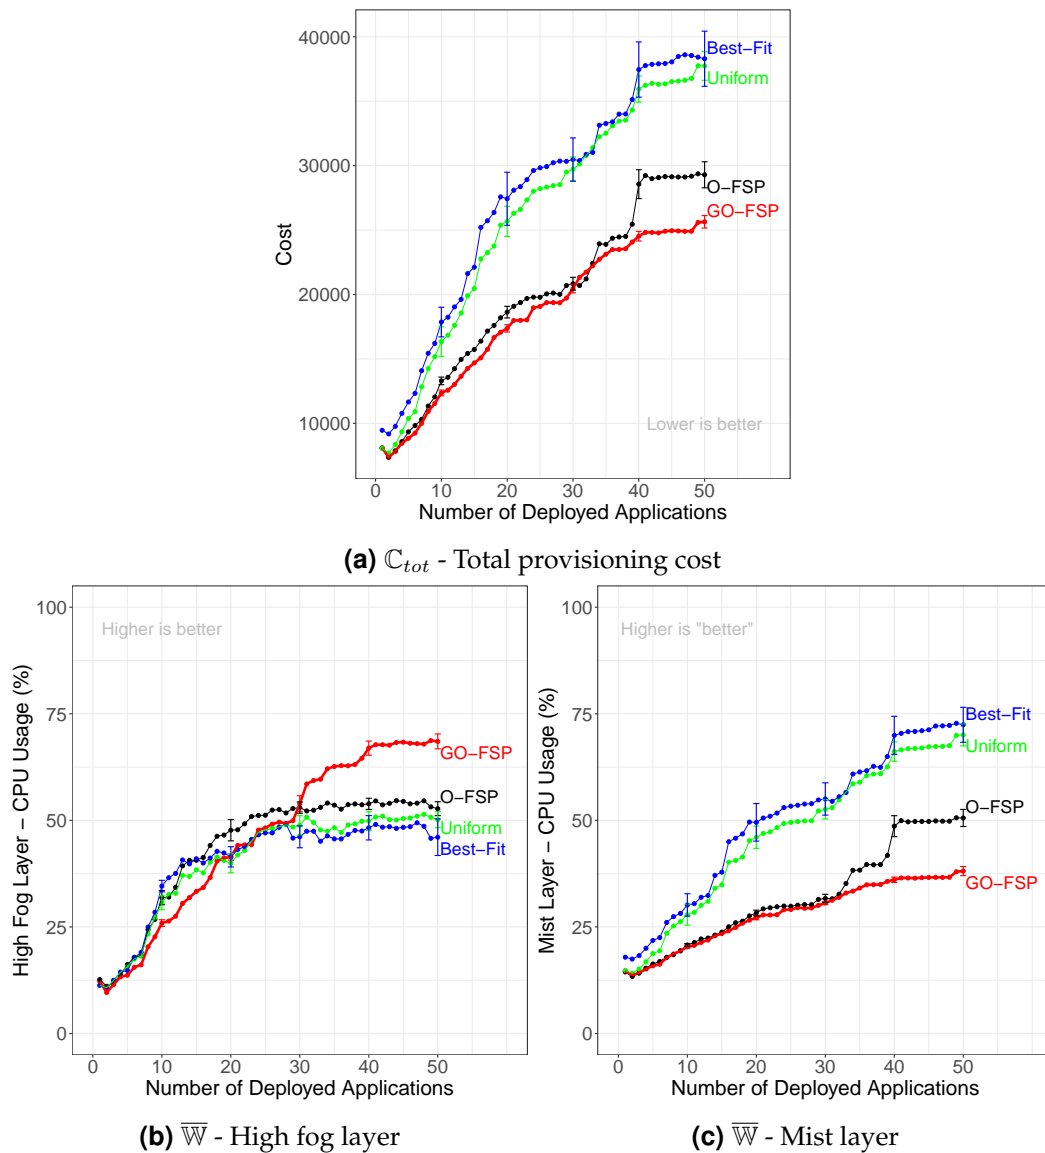 40000
30000
20000
10000
Cost
Best−Fit
Uniform
O−FSP
GO−FSP
Lower is better
0 10 20 30 40 50
Number of Deployed Applications
(a) ℂtot - Total provisioning cost
100
75
50
25
0
High Fog Layer − CPU Usage (%)
Higher is better
GO−FSP
O−FSP
Uniform
Best−Fit
0 10 20 30 40 50
Number of Deployed Applications
(b) 𝕎̅ - High fog layer
100
75
50
25
0
Mist Layer − CPU Usage (%)
Higher is "better"
Best−Fit
Uniform
O−FSP
GO−FSP
0 10 20 30 40 50
Number of Deployed Applications
(c) 𝕎̅ - Mist layer